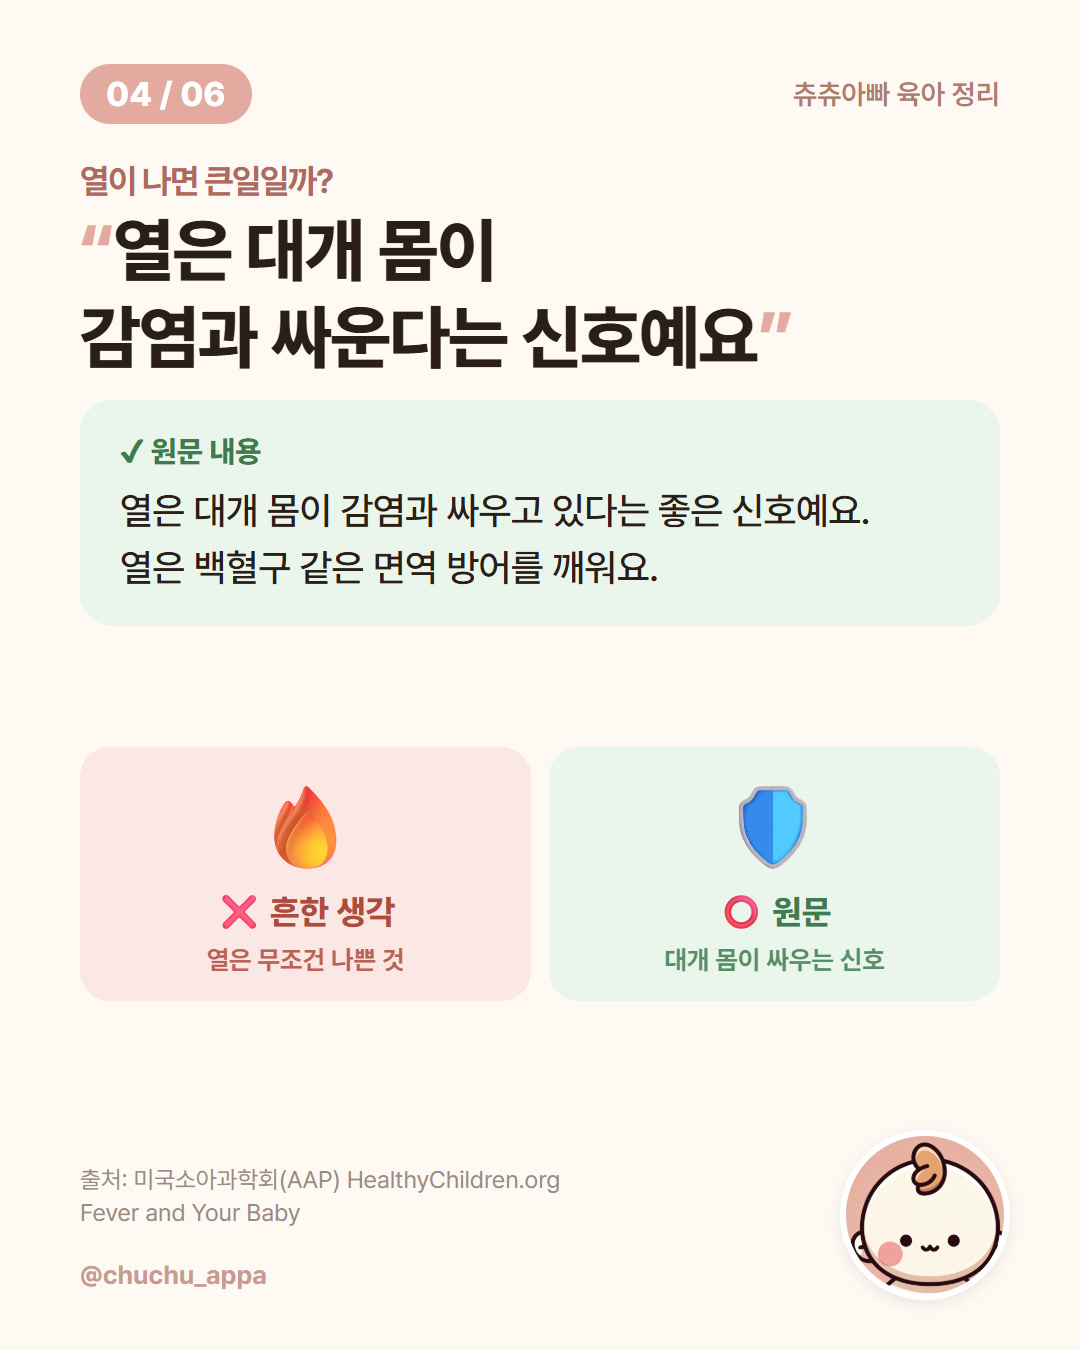 04 / 06
츄츄아빠 육아 정리
열이 나면 큰일일까?
“열은 대개 몸이
감염과 싸운다는 신호예요”
✓ 원문 내용
열은 대개 몸이 감염과 싸우고 있다는 좋은 신호예요.
열은 백혈구 같은 면역 방어를 깨워요.
❌ 흔한 생각
열은 무조건 나쁜 것
⭕ 원문
대개 몸이 싸우는 신호
출처: 미국소아과학회(AAP) HealthyChildren.org
Fever and Your Baby
@chuchu_appa